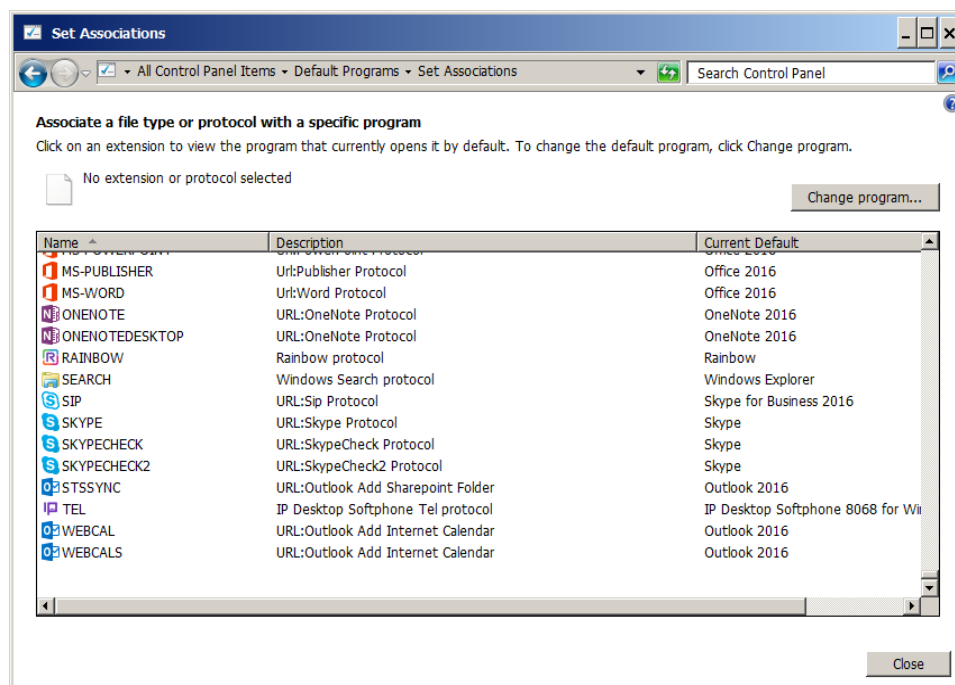 Set Associations
All Control Panel Items Default Programs Set Associations Search Control Panel
Associate a file type or protocol with a specific program
Click on an extension to view the program that currently opens it by default. To change the default program, click Change program.
No extension or protocol selected
Change program...
Name Description Current Default
MS-PUBLISHER Url:Publisher Protocol Office 2016
MS-WORD Url:Word Protocol Office 2016
ONENOTE URL:OneNote Protocol OneNote 2016
ONENOTEDESKTOP URL:OneNote Protocol OneNote 2016
RAINBOW Rainbow protocol Rainbow
SEARCH Windows Search protocol Windows Explorer
SIP URL:Sip Protocol Skype for Business 2016
SKYPE URL:Skype Protocol Skype
SKYPECHECK URL:SkypeCheck Protocol Skype
SKYPECHECK2 URL:SkypeCheck2 Protocol Skype
STSSYNC URL:Outlook Add Sharepoint Folder Outlook 2016
TEL IP Desktop Softphone Tel protocol IP Desktop Softphone 8068 for Wi
WEBCAL URL:Outlook Add Internet Calendar Outlook 2016
WEBCALS URL:Outlook Add Internet Calendar Outlook 2016
Close